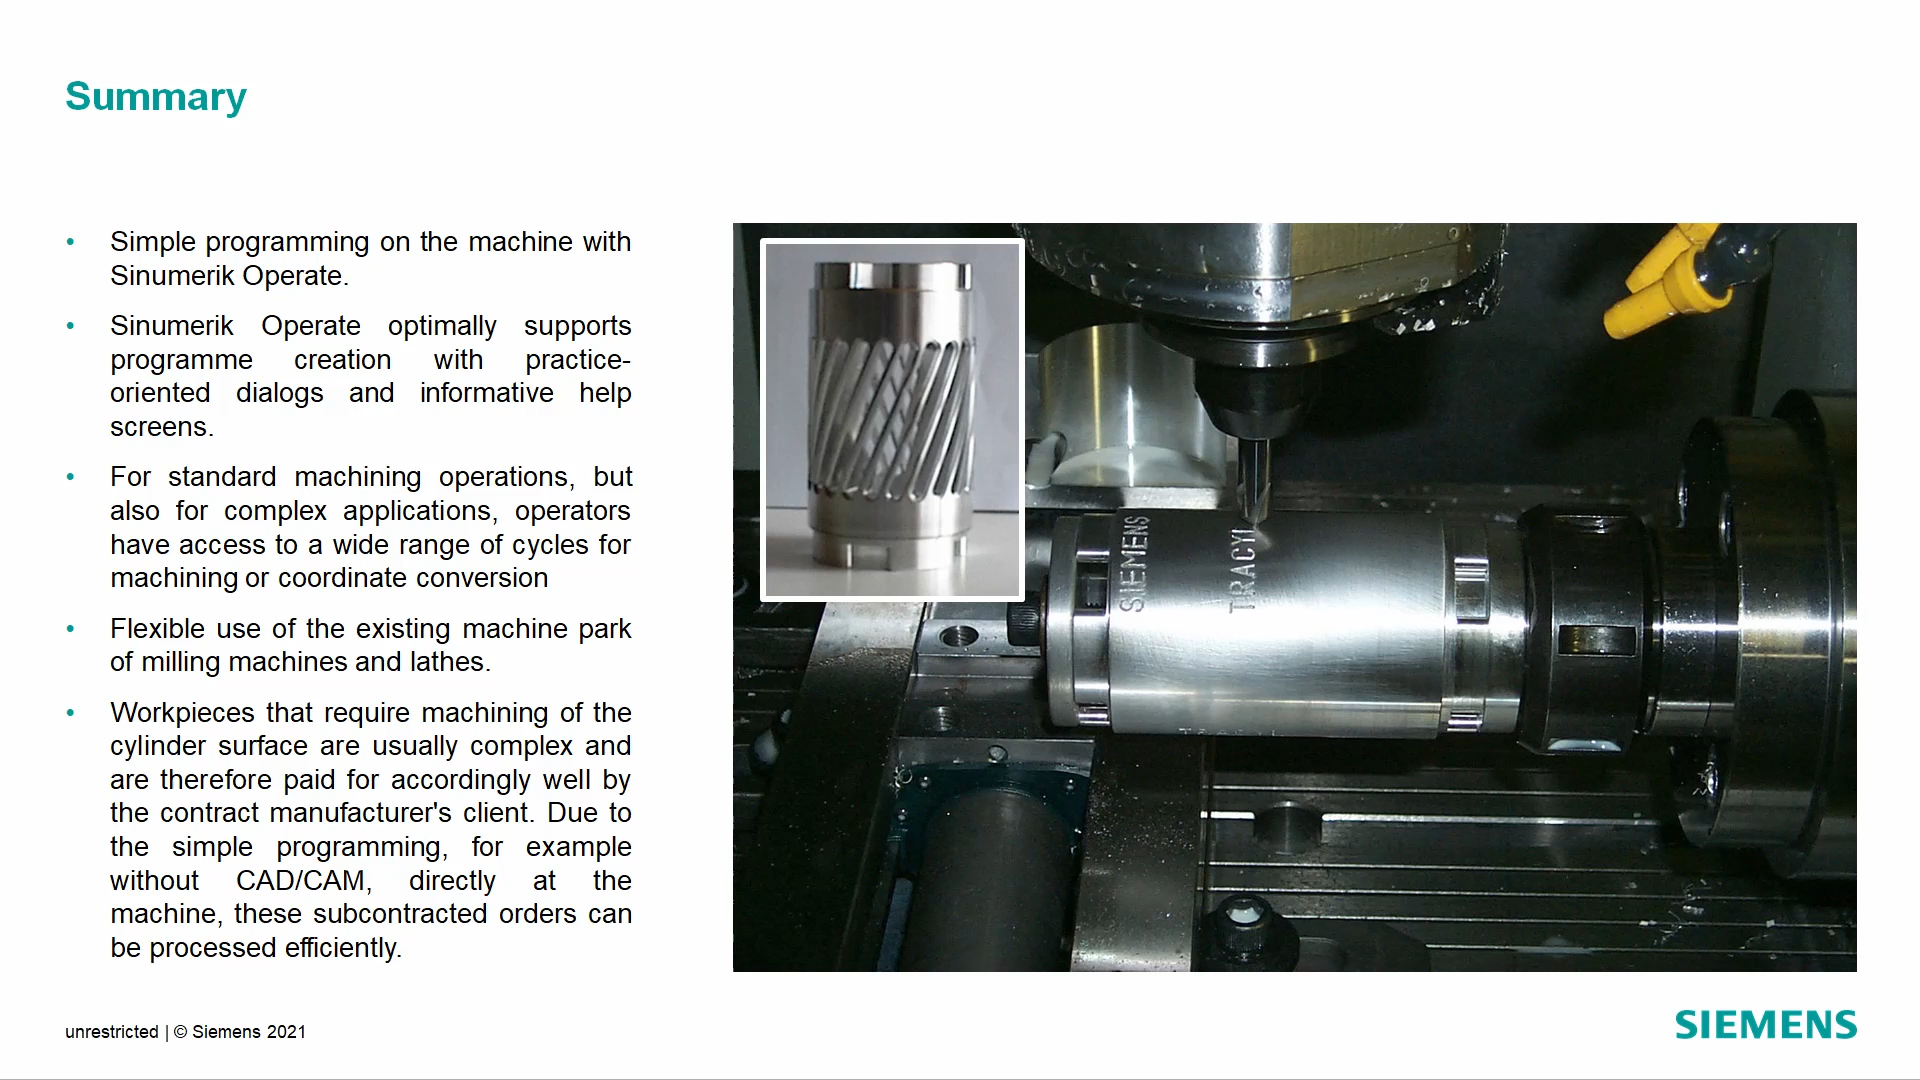 Summary
• Simple programming on the machine with
Sinumerik Operate.
• Sinumerik Operate optimally supports
programme creation with practice-
oriented dialogs and informative help
screens.
• For standard machining operations, but
also for complex applications, operators
have access to a wide range of cycles for
machining or coordinate conversion
• Flexible use of the existing machine park
of milling machines and lathes.
• Workpieces that require machining of the
cylinder surface are usually complex and
are therefore paid for accordingly well by
the contract manufacturer's client. Due to
the simple programming, for example
without CAD/CAM, directly at the
machine, these subcontracted orders can
be processed efficiently.
SIEMENS
TRACYL
unrestricted | © Siemens 2021
SIEMENS